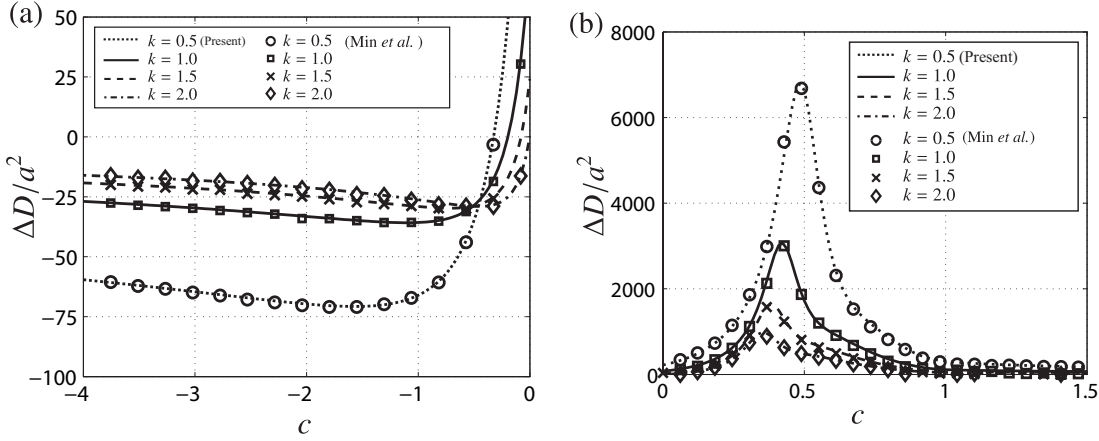 (a)
50
25
0
−25
−50
−75
−100
ΔD/a²
−4
−3
−2
−1
0
c
k = 0.5 (Present)
k = 1.0
k = 1.5
k = 2.0
k = 0.5 (Min et al.)
k = 1.0
k = 1.5
k = 2.0
(b)
8000
6000
4000
2000
0
ΔD/a²
0
0.5
1
1.5
c
k = 0.5 (Present)
k = 1.0
k = 1.5
k = 2.0
k = 0.5 (Min et al.)
k = 1.0
k = 1.5
k = 2.0